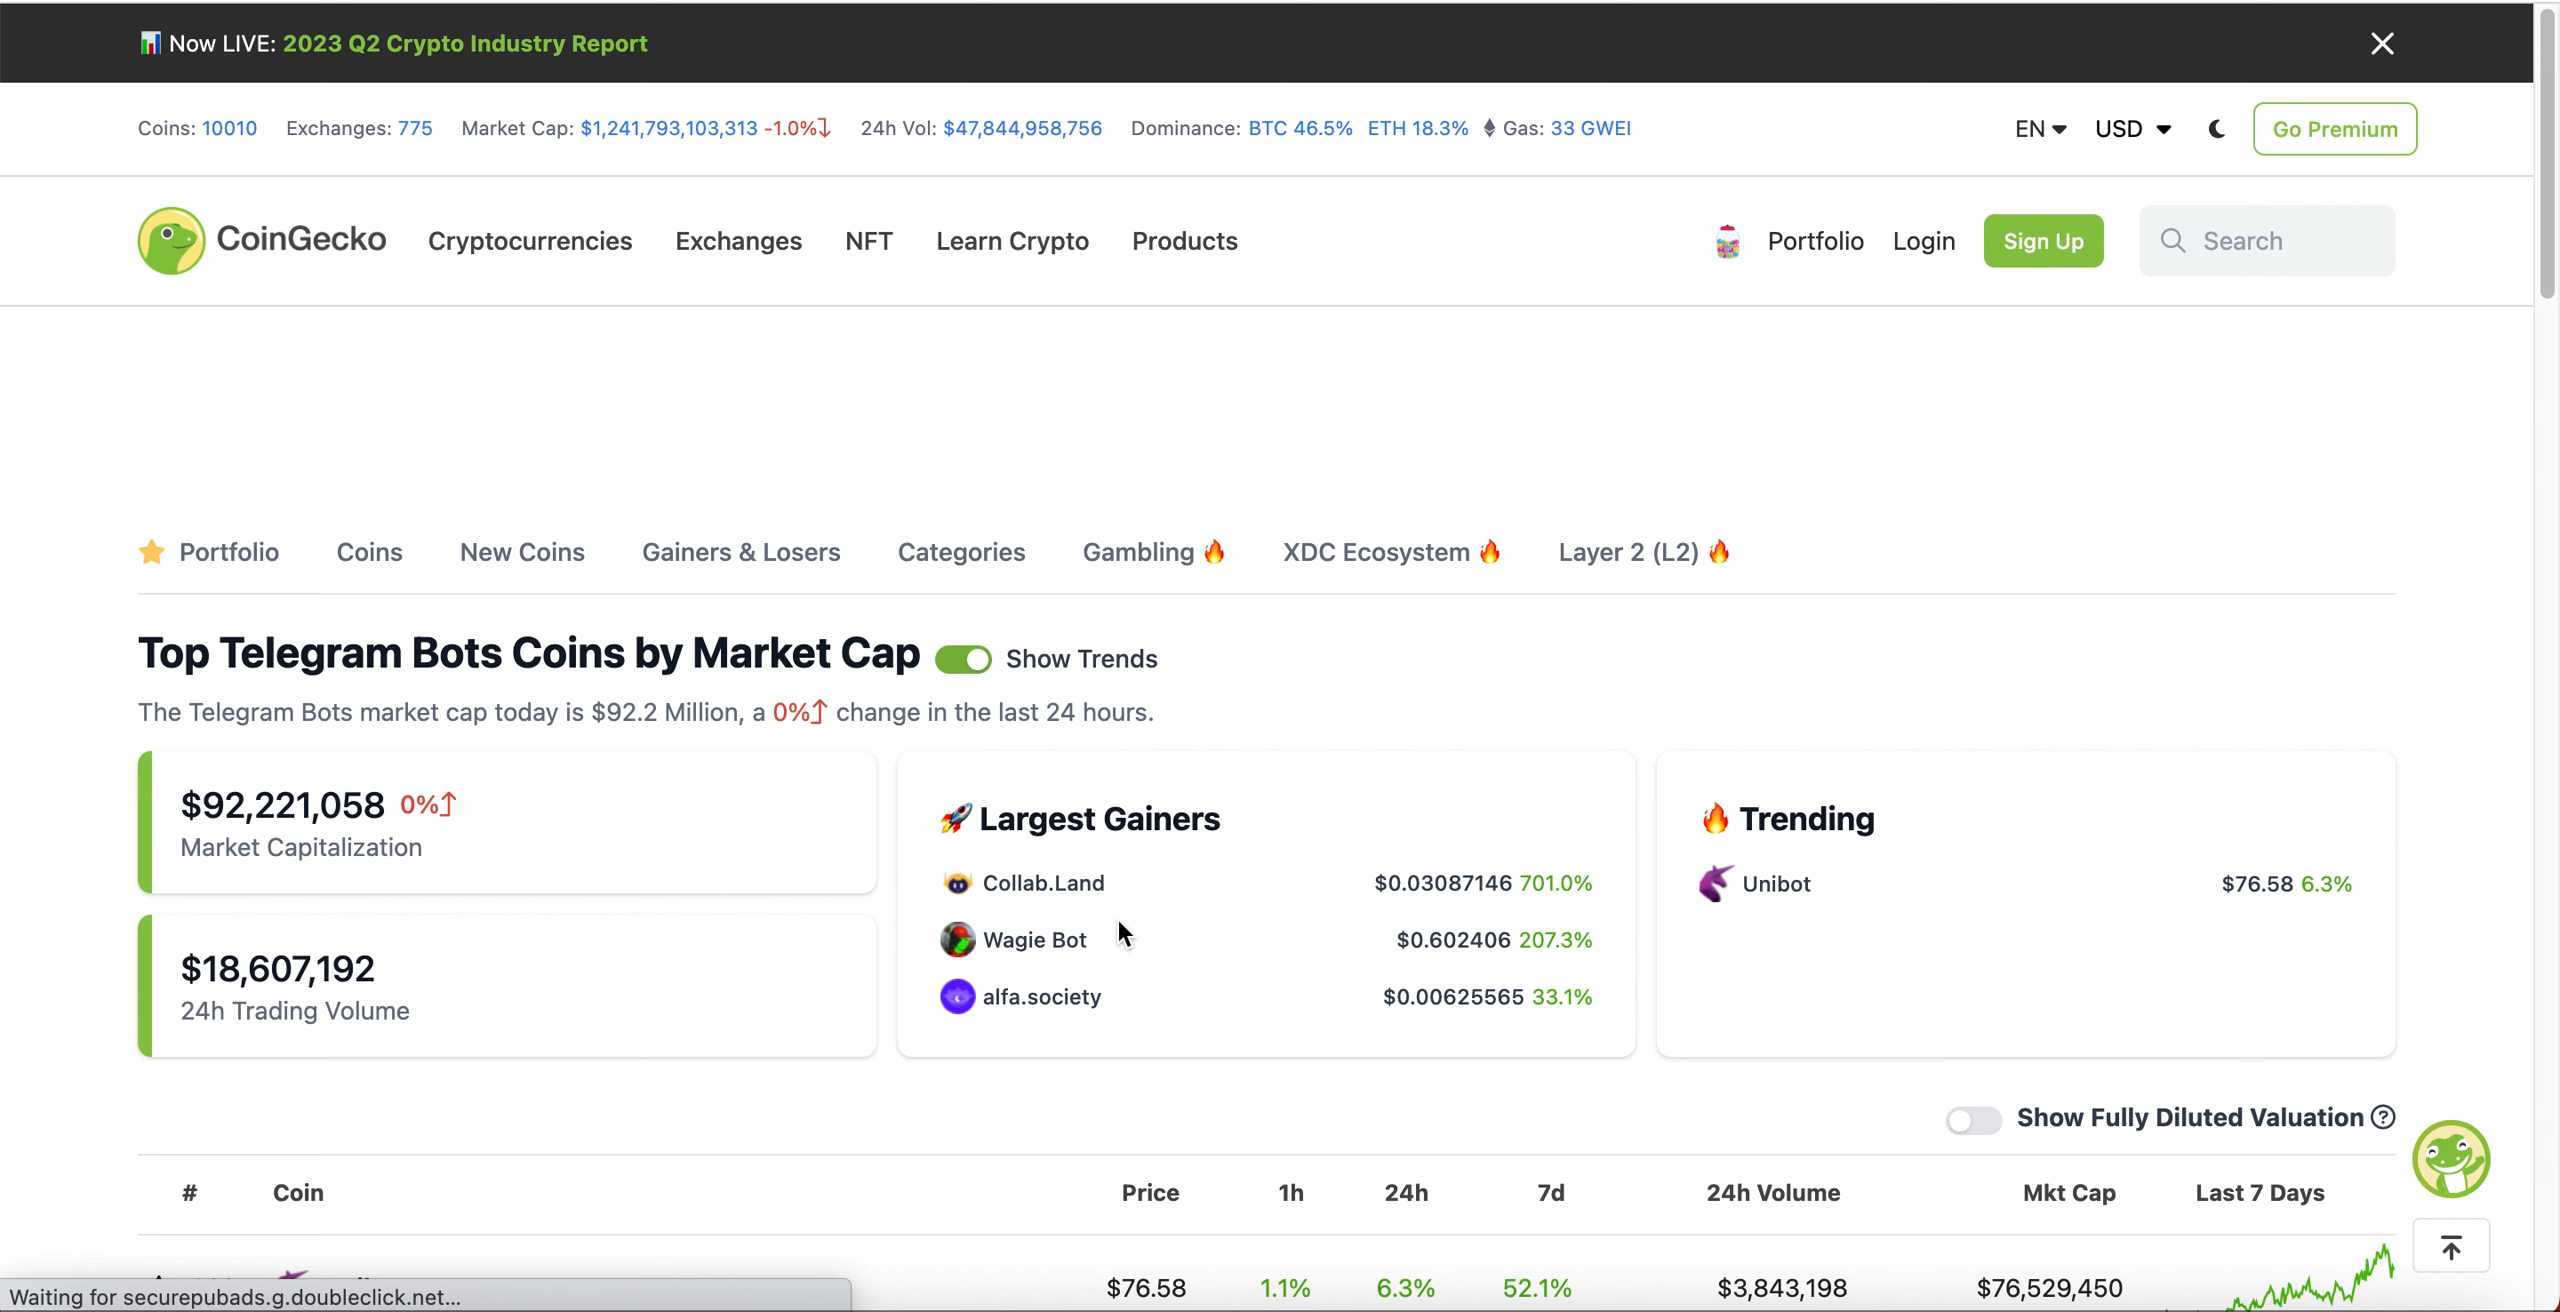 Now LIVE: 2023 Q2 Crypto Industry Report
Coins: 10010 Exchanges: 775 Market Cap: $1,241,793,103,313 -1.0% 24h Vol: $47,844,958,756 Dominance: BTC 46.5% ETH 18.3% Gas: 33 GWEI EN USD Go Premium
CoinGecko Cryptocurrencies Exchanges NFT Learn Crypto Products Portfolio Login Sign Up Search
Portfolio Coins New Coins Gainers & Losers Categories Gambling XDC Ecosystem Layer 2 (L2)
Top Telegram Bots Coins by Market Cap Show Trends
The Telegram Bots market cap today is $92.2 Million, a 0% change in the last 24 hours.
$92,221,058 0%
Market Capitalization
$18,607,192
24h Trading Volume
Largest Gainers
Collab.Land $0.03087146 701.0%
Wagie Bot $0.602406 207.3%
alfa.society $0.00625565 33.1%
Trending
Unibot $76.58 6.3%
Show Fully Diluted Valuation
# Coin Price 1h 24h 7d 24h Volume Mkt Cap Last 7 Days
$76.58 1.1% 6.3% 52.1% $3,843,198 $76,529,450
Waiting for securepubads.g.doubleclick.net...